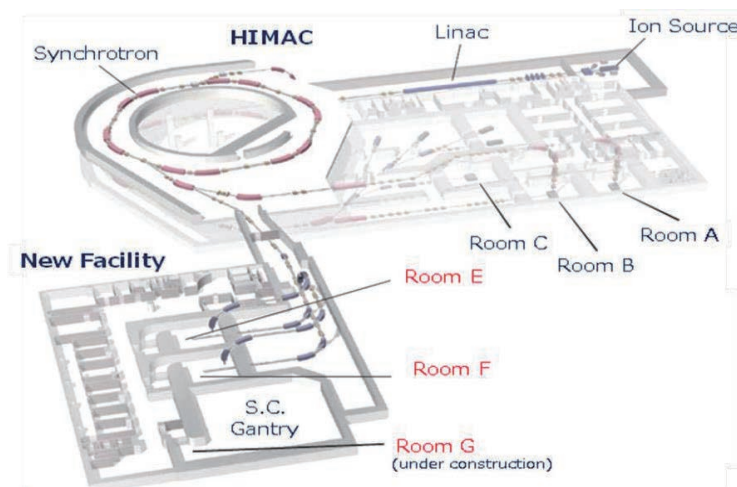 HIMAC
Synchrotron
Linac
Ion Source
Room C
Room B
Room A
New Facility
Room E
Room F
S.C.
Gantry
Room G
(under construction)